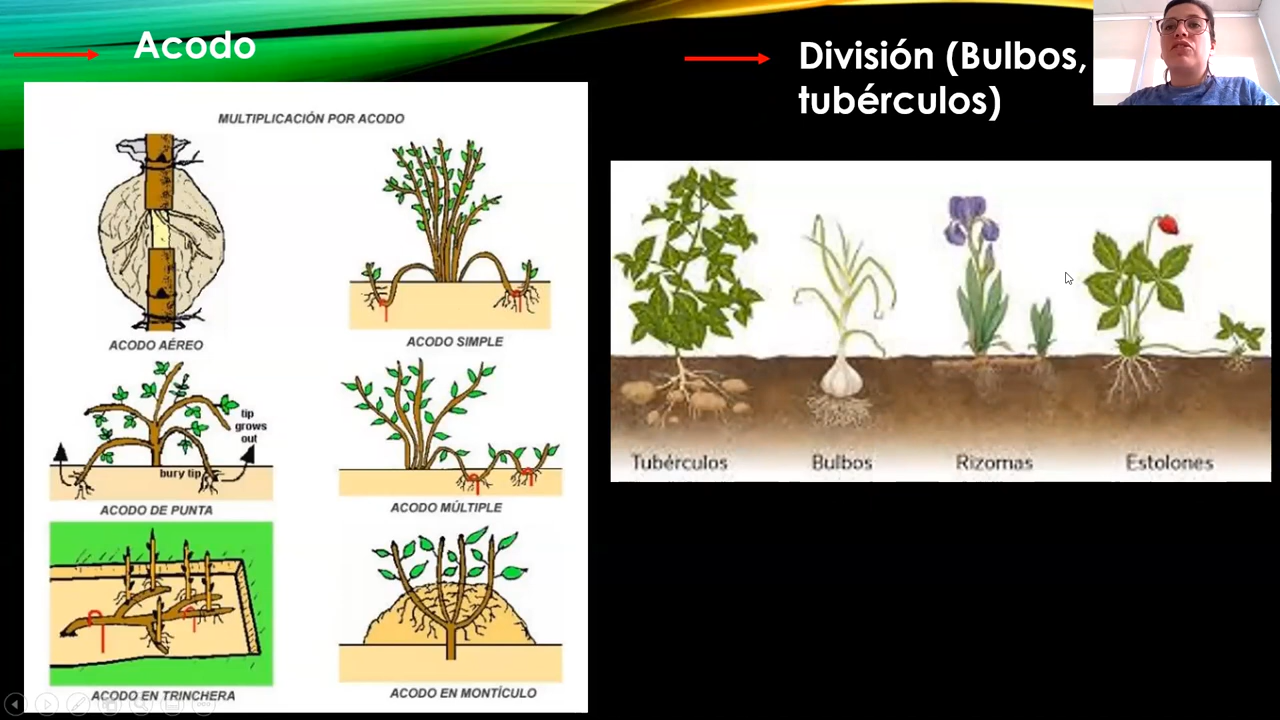 Acodo
División (Bulbos,
tubérculos)
MULTIPLICACIÓN POR ACODO
ACODO AÉREO
ACODO SIMPLE
tip
grows
out
bury tip
ACODO DE PUNTA
ACODO MÚLTIPLE
ACODO EN TRINCHERA
ACODO EN MONTÍCULO
Tubérculos
Bulbos
Rizomas
Estolones